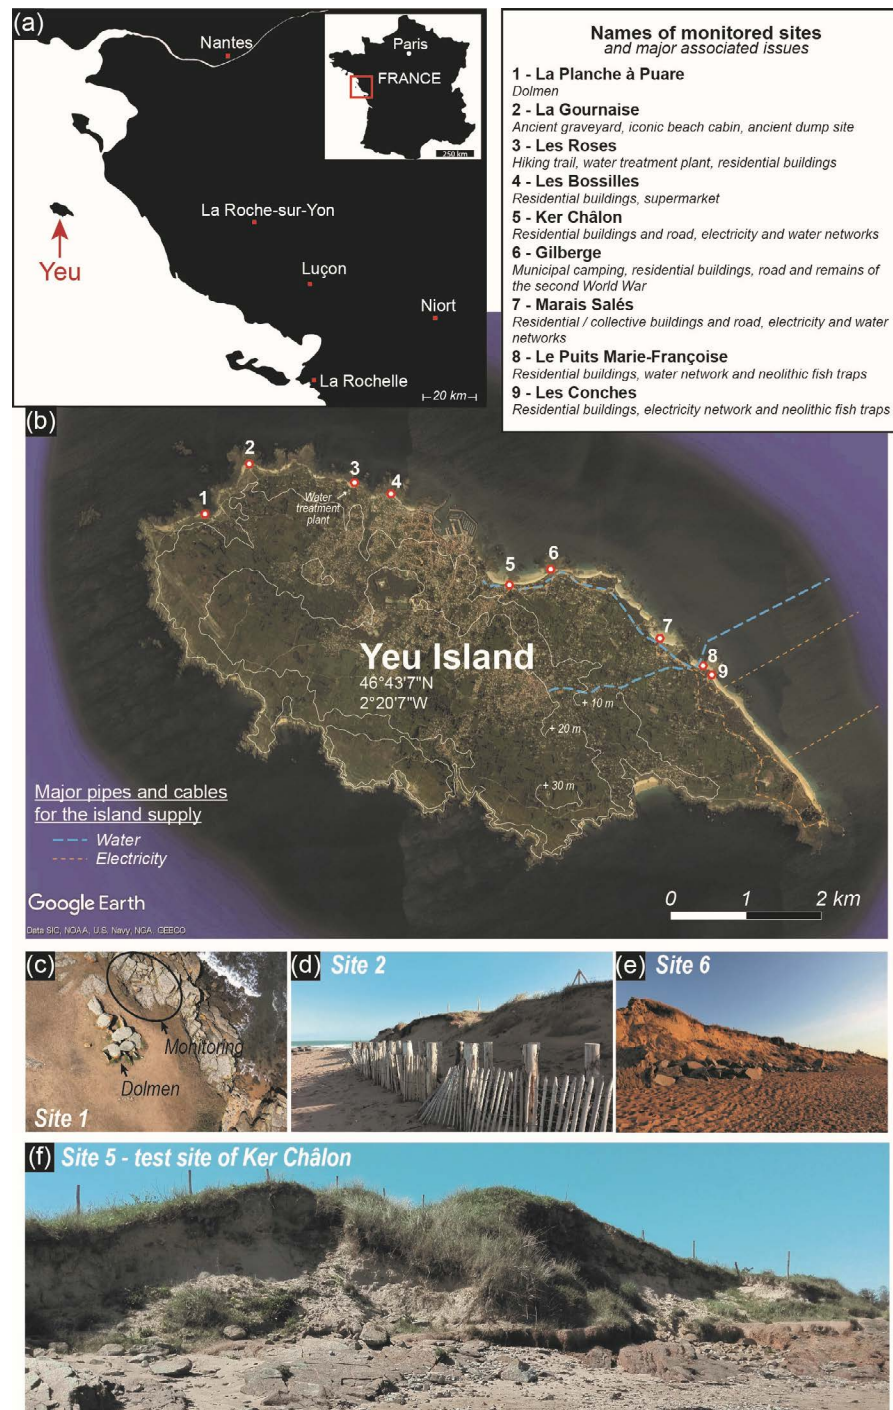 (a)
Nantes
Paris
FRANCE
250 km
La Roche-sur-Yon
Yeu
Luçon
Niort
La Rochelle
20 km
Names of monitored sites
and major associated issues
1 - La Planche à Puare
Dolmen
2 - La Gournaise
Ancient graveyard, iconic beach cabin, ancient dump site
3 - Les Roses
Hiking trail, water treatment plant, residential buildings
4 - Les Bossilles
Residential buildings, supermarket
5 - Ker Châlon
Residential buildings and road, electricity and water networks
6 - Gilberge
Municipal camping, residential buildings, road and remains of
the second World War
7 - Marais Salés
Residential / collective buildings and road, electricity and water
networks
8 - Le Puits Marie-Françoise
Residential buildings, water network and neolithic fish traps
9 - Les Conches
Residential buildings, electricity network and neolithic fish traps
(b)
2
3
4
1
Water
treatment
plant
5
6
7
8
9
Yeu Island
46°43'7"N
2°20'7"W
+ 10 m
+ 20 m
+ 30 m
Major pipes and cables
for the island supply
Water
Electricity
Google Earth
Data SIC, NOAA, U.S. Navy, NGA, GEBCO
0 1 2 km
(c)
Monitoring
Dolmen
Site 1
(d) Site 2
(e) Site 6
(f) Site 5 - test site of Ker Châlon